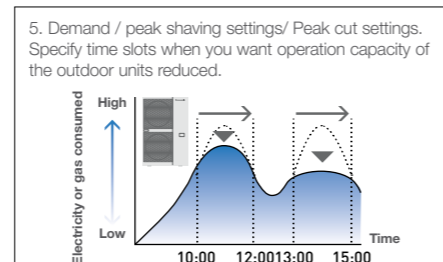 5. Demand / peak shaving settings/ Peak cut settings.
Specify time slots when you want operation capacity of
the outdoor units reduced.
Electricity or gas consumed
High
Low
Time
10:00 12:00 13:00 15:00